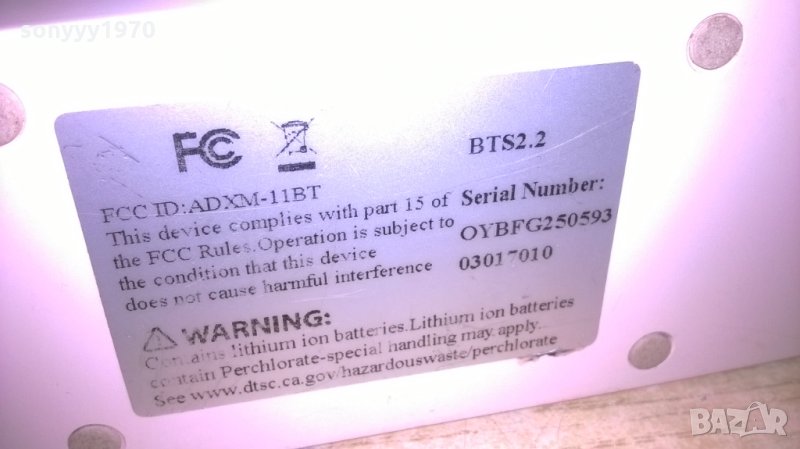 sonyyy1970
FC
BTS2.2
FCC ID:ADXM-11BT
This device complies with part 15 of
the FCC Rules.Operation is subject to
the condition that this device
does not cause harmful interference
Serial Number:
OYBFG250593
03017010
WARNING:
Contains lithium ion batteries.Lithium ion batteries
contain Perchlorate-special handling may apply.
See www.dtsc.ca.gov/hazardouswaste/perchlorate
BAZAR